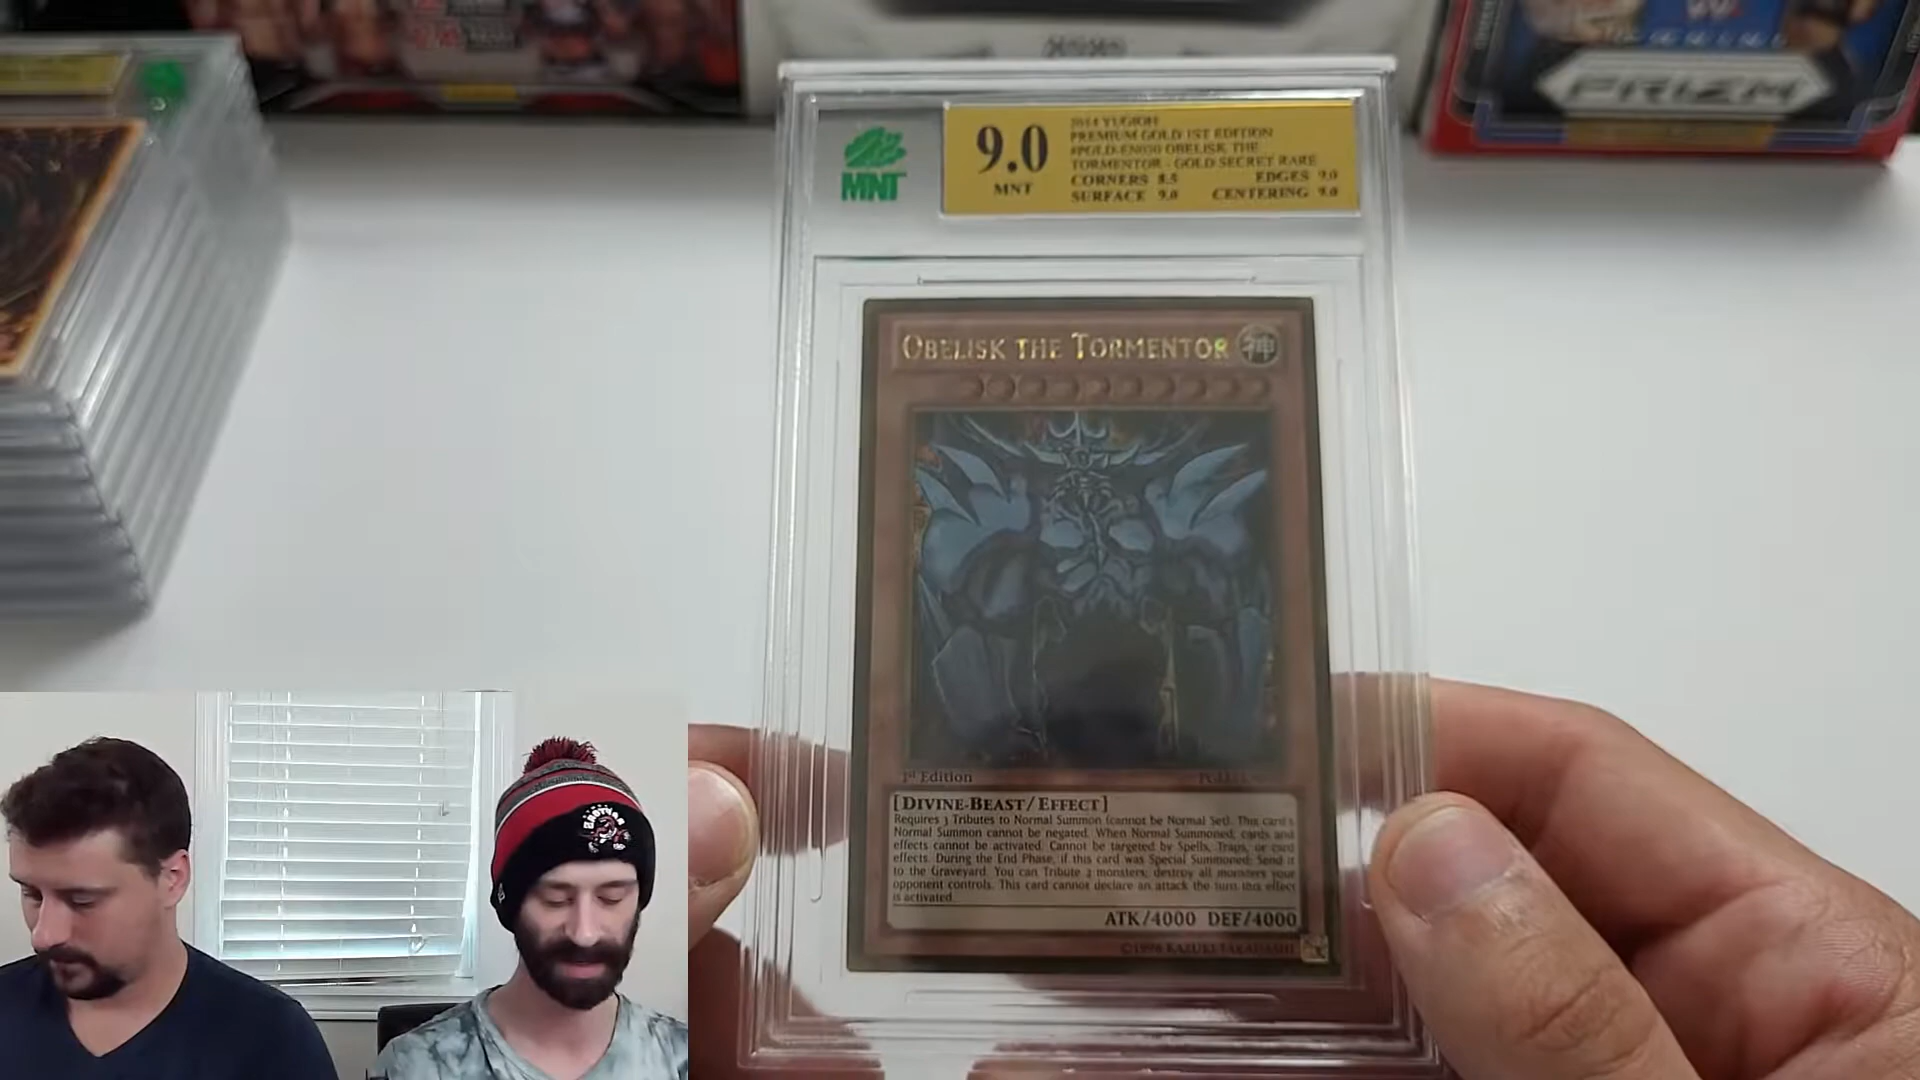 PRIZM
MNT
9.0
MNT
2014 YUGIOH
PREMIUM GOLD 1ST EDITION
#PGLD-EN030 OBELISK THE
TORMENTOR - GOLD SECRET RARE
CORNERS 8.5 EDGES 9.0
SURFACE 9.0 CENTERING 9.0
OBELISK THE TORMENTOR 神
1st Edition
[DIVINE-BEAST/EFFECT]
Requires 3 Tributes to Normal Summon (cannot be Normal Set). This card's
Normal Summon cannot be negated. When Normal Summoned, cards and
effects cannot be activated. Cannot be targeted by Spells, Traps, or card
effects. During the End Phase, if this card was Special Summoned: Send it
to the Graveyard. You can Tribute 2 monsters; destroy all monsters your
opponent controls. This card cannot declare an attack the turn this effect
is activated.
ATK/4000 DEF/4000
©1996 KAZUKI TAKAHASHI